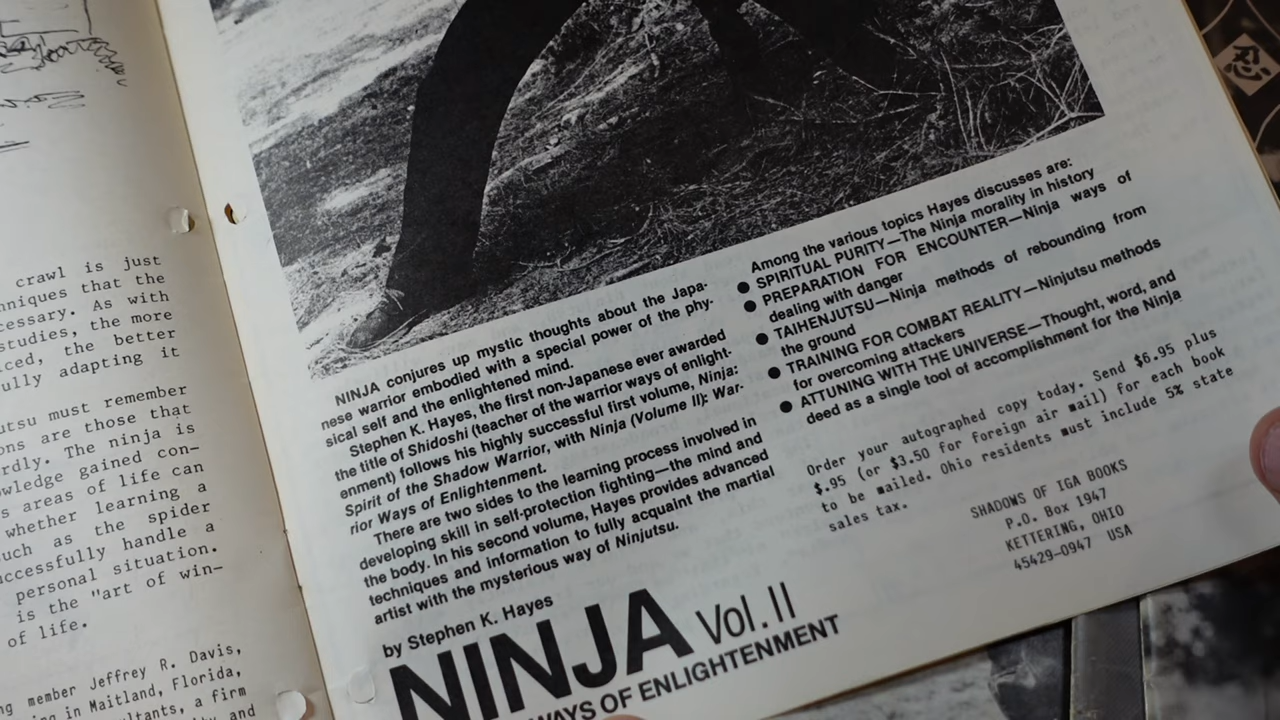 crawl is just
hniques that the
cessary. As with
studies, the more
ced, the better
fully adapting it
utsu must remember
ons are those that
rdly. The ninja is
wledge gained con-
s areas of life can
whether learning a
uch as the spider
uccessfully handle a
personal situation.
is the "art of win-
of life.
ng member Jeffrey R. Davis,
ing in Maitland, Florida,
sultants, a firm
and
NINJA conjures up mystic thoughts about the Japa-
nese warrior embodied with a special power of the phy-
sical self and the enlightened mind.
Stephen K. Hayes, the first non-Japanese ever awarded
the title of Shidoshi (teacher of the warrior ways of enlight-
enment) follows his highly successful first volume, Ninja:
Spirit of the Shadow Warrior, with Ninja (Volume II): War-
rior Ways of Enlightenment.
There are two sides to the learning process involved in
developing skill in self-protection fighting—the mind and
the body. In his second volume, Hayes provides advanced
techniques and information to fully acquaint the martial
artist with the mysterious way of Ninjutsu.
by Stephen K. Hayes
NINJA Vol. II
WAYS OF ENLIGHTENMENT
Among the various topics Hayes discusses are:
● SPIRITUAL PURITY—The Ninja morality in history
● PREPARATION FOR ENCOUNTER—Ninja ways of
dealing with danger
● TAIHENJUTSU—Ninja methods of rebounding from
the ground
● TRAINING FOR COMBAT REALITY—Ninjutsu methods
for overcoming attackers
● ATTUNING WITH THE UNIVERSE—Thought, word, and
deed as a single tool of accomplishment for the Ninja
Order your autographed copy today. Send $6.95 plus
$.95 (or $3.50 for foreign air mail) for each book
to be mailed. Ohio residents must include 5% state
sales tax.
SHADOWS OF IGA BOOKS
P.O. Box 1947
KETTERING, OHIO
45429-0947 USA
忍